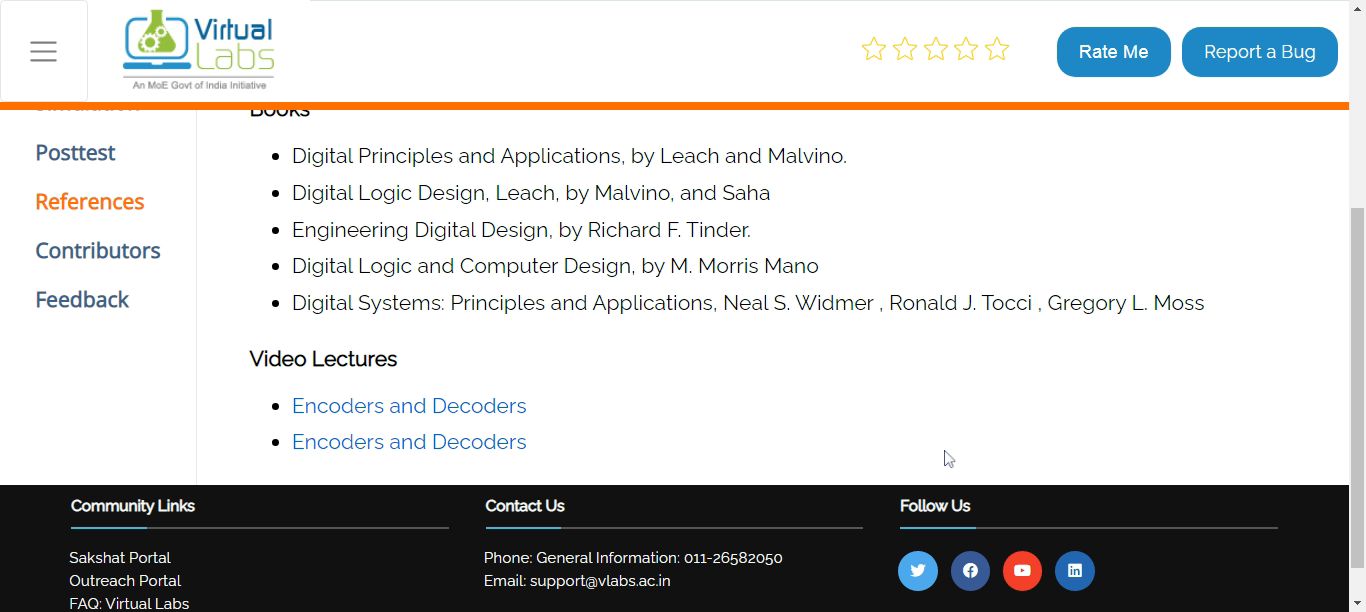 Virtual
Labs
An MoE Govt of India Initiative
Rate Me
Report a Bug
Simulation
Posttest
References
Contributors
Feedback
Books
Digital Principles and Applications, by Leach and Malvino.
Digital Logic Design, Leach, by Malvino, and Saha
Engineering Digital Design, by Richard F. Tinder.
Digital Logic and Computer Design, by M. Morris Mano
Digital Systems: Principles and Applications, Neal S. Widmer , Ronald J. Tocci , Gregory L. Moss
Video Lectures
Encoders and Decoders
Encoders and Decoders
Community Links
Sakshat Portal
Outreach Portal
FAQ: Virtual Labs
Contact Us
Phone: General Information: 011-26582050
Email: support@vlabs.ac.in
Follow Us